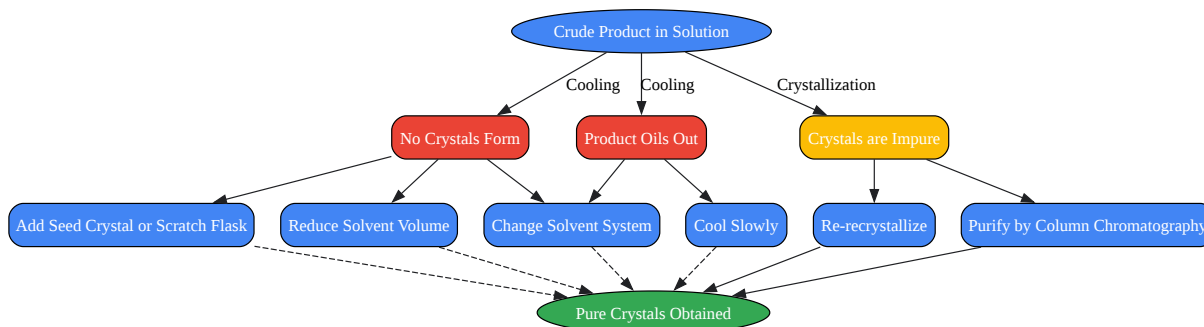 Crude Product in Solution
Cooling
Cooling
Crystallization
No Crystals Form
Product Oils Out
Crystals are Impure
Add Seed Crystal or Scratch Flask
Reduce Solvent Volume
Change Solvent System
Cool Slowly
Re-recrystallize
Purify by Column Chromatography
Pure Crystals Obtained